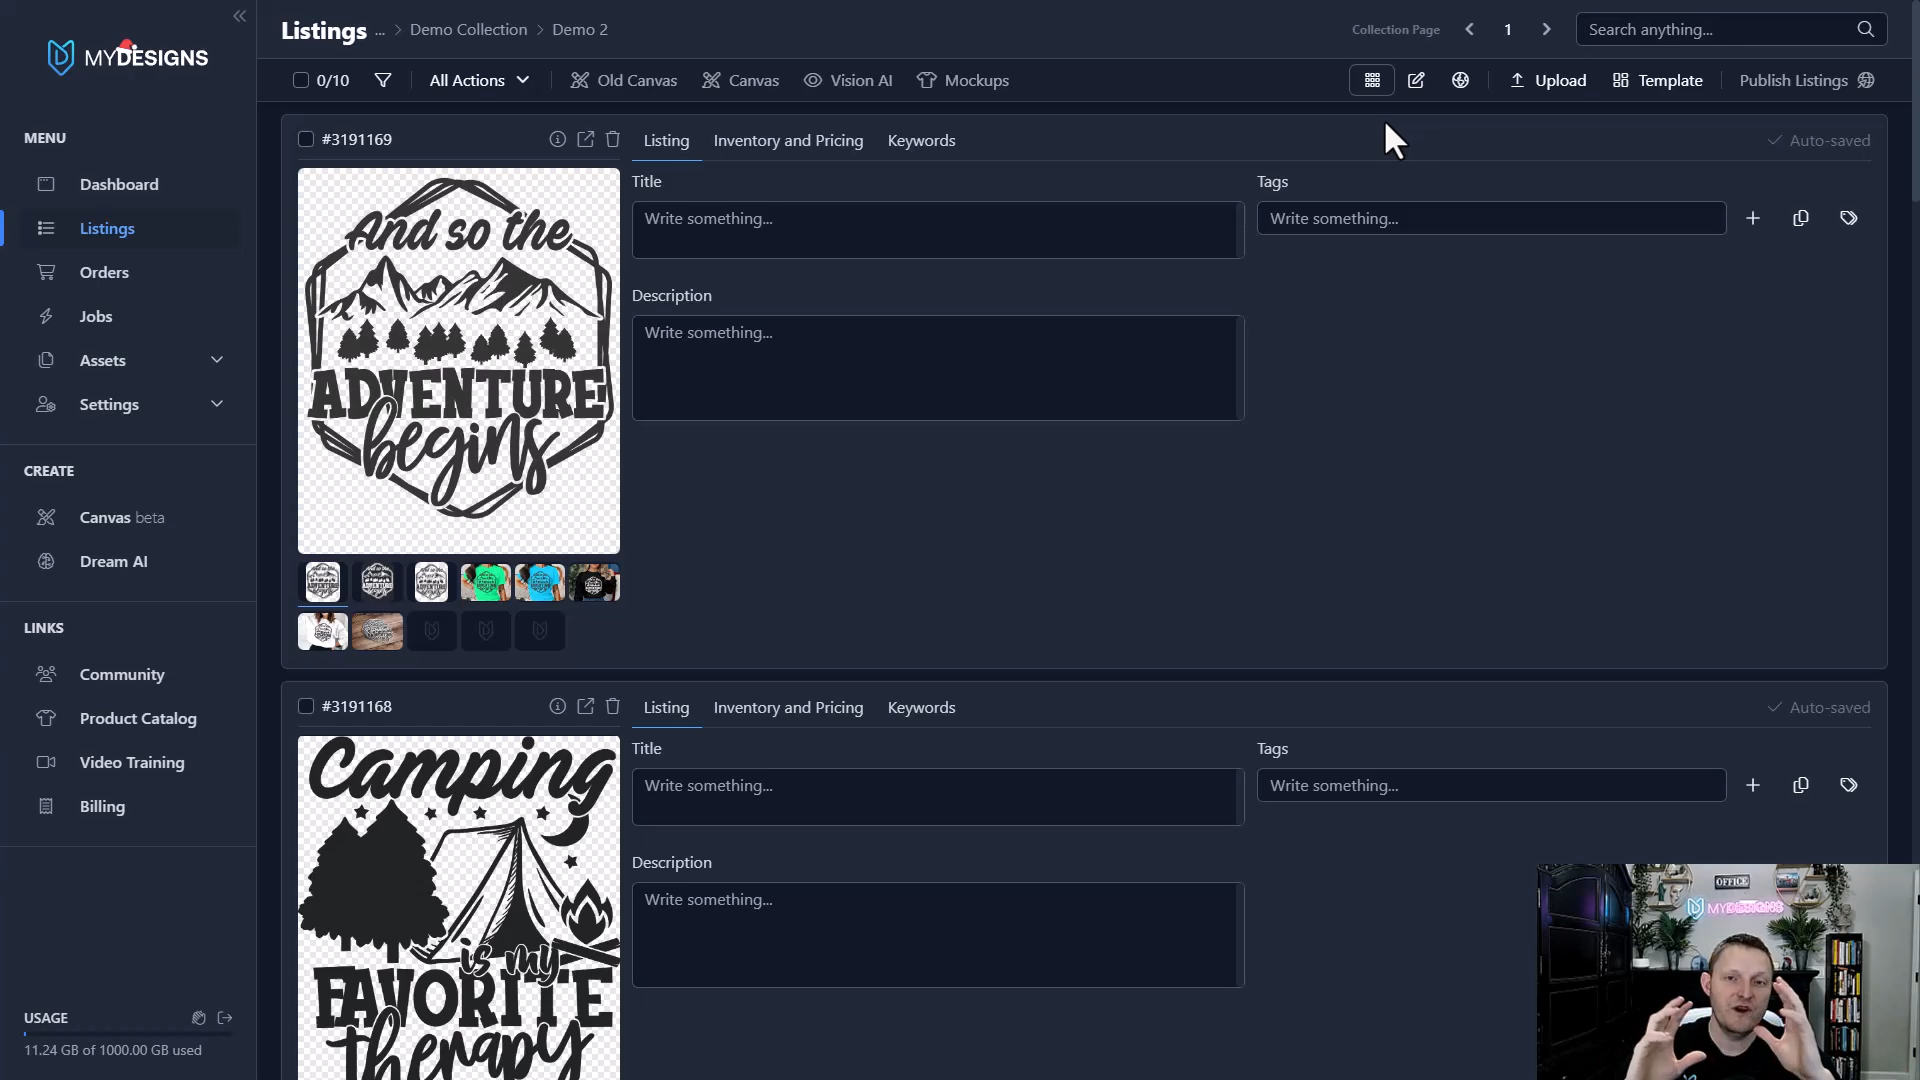 MYDESIGNS
MENU
Dashboard
Listings
Orders
Jobs
Assets
Settings
CREATE
Canvas beta
Dream AI
LINKS
Community
Product Catalog
Video Training
Billing
USAGE
11.24 GB of 1000.00 GB used
Listings ... > Demo Collection > Demo 2
Collection Page
1
Search anything...
0/10
All Actions
Old Canvas
Canvas
Vision AI
Mockups
Upload
Template
Publish Listings
#3191169
Listing
Inventory and Pricing
Keywords
Auto-saved
Title
Write something...
Tags
Write something...
Description
Write something...
And so the
ADVENTURE
begins
#3191168
Listing
Inventory and Pricing
Keywords
Auto-saved
Title
Write something...
Tags
Write something...
Description
Write something...
Camping
is my
FAVORITE
therapy
OFFICE
MYDESIGNS